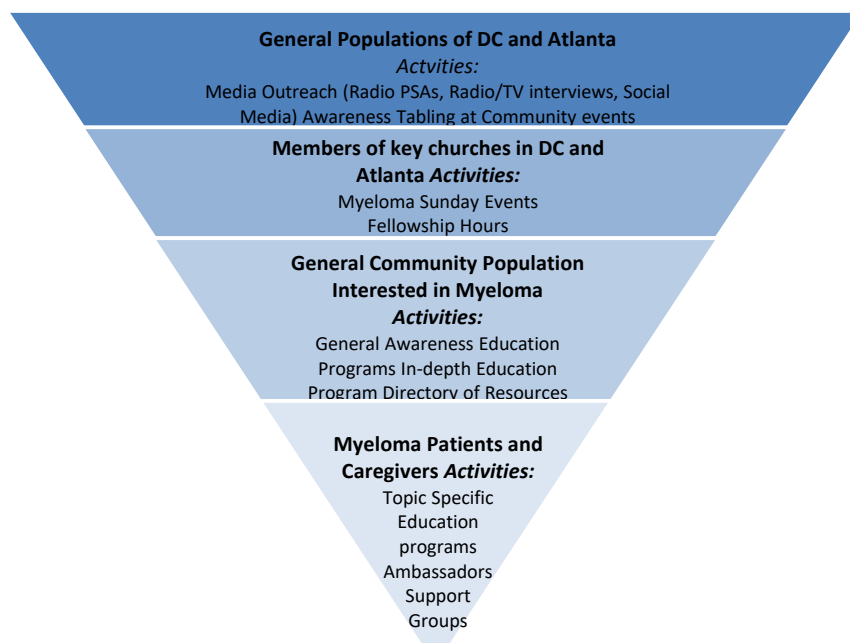 General Populations of DC and Atlanta
Actvities:
Media Outreach (Radio PSAs, Radio/TV interviews, Social
Media) Awareness Tabling at Community events
Members of key churches in DC and
Atlanta Activities:
Myeloma Sunday Events
Fellowship Hours
General Community Population
Interested in Myeloma
Activities:
General Awareness Education
Programs In-depth Education
Program Directory of Resources
Myeloma Patients and
Caregivers Activities:
Topic Specific
Education
programs
Ambassadors
Support
Groups